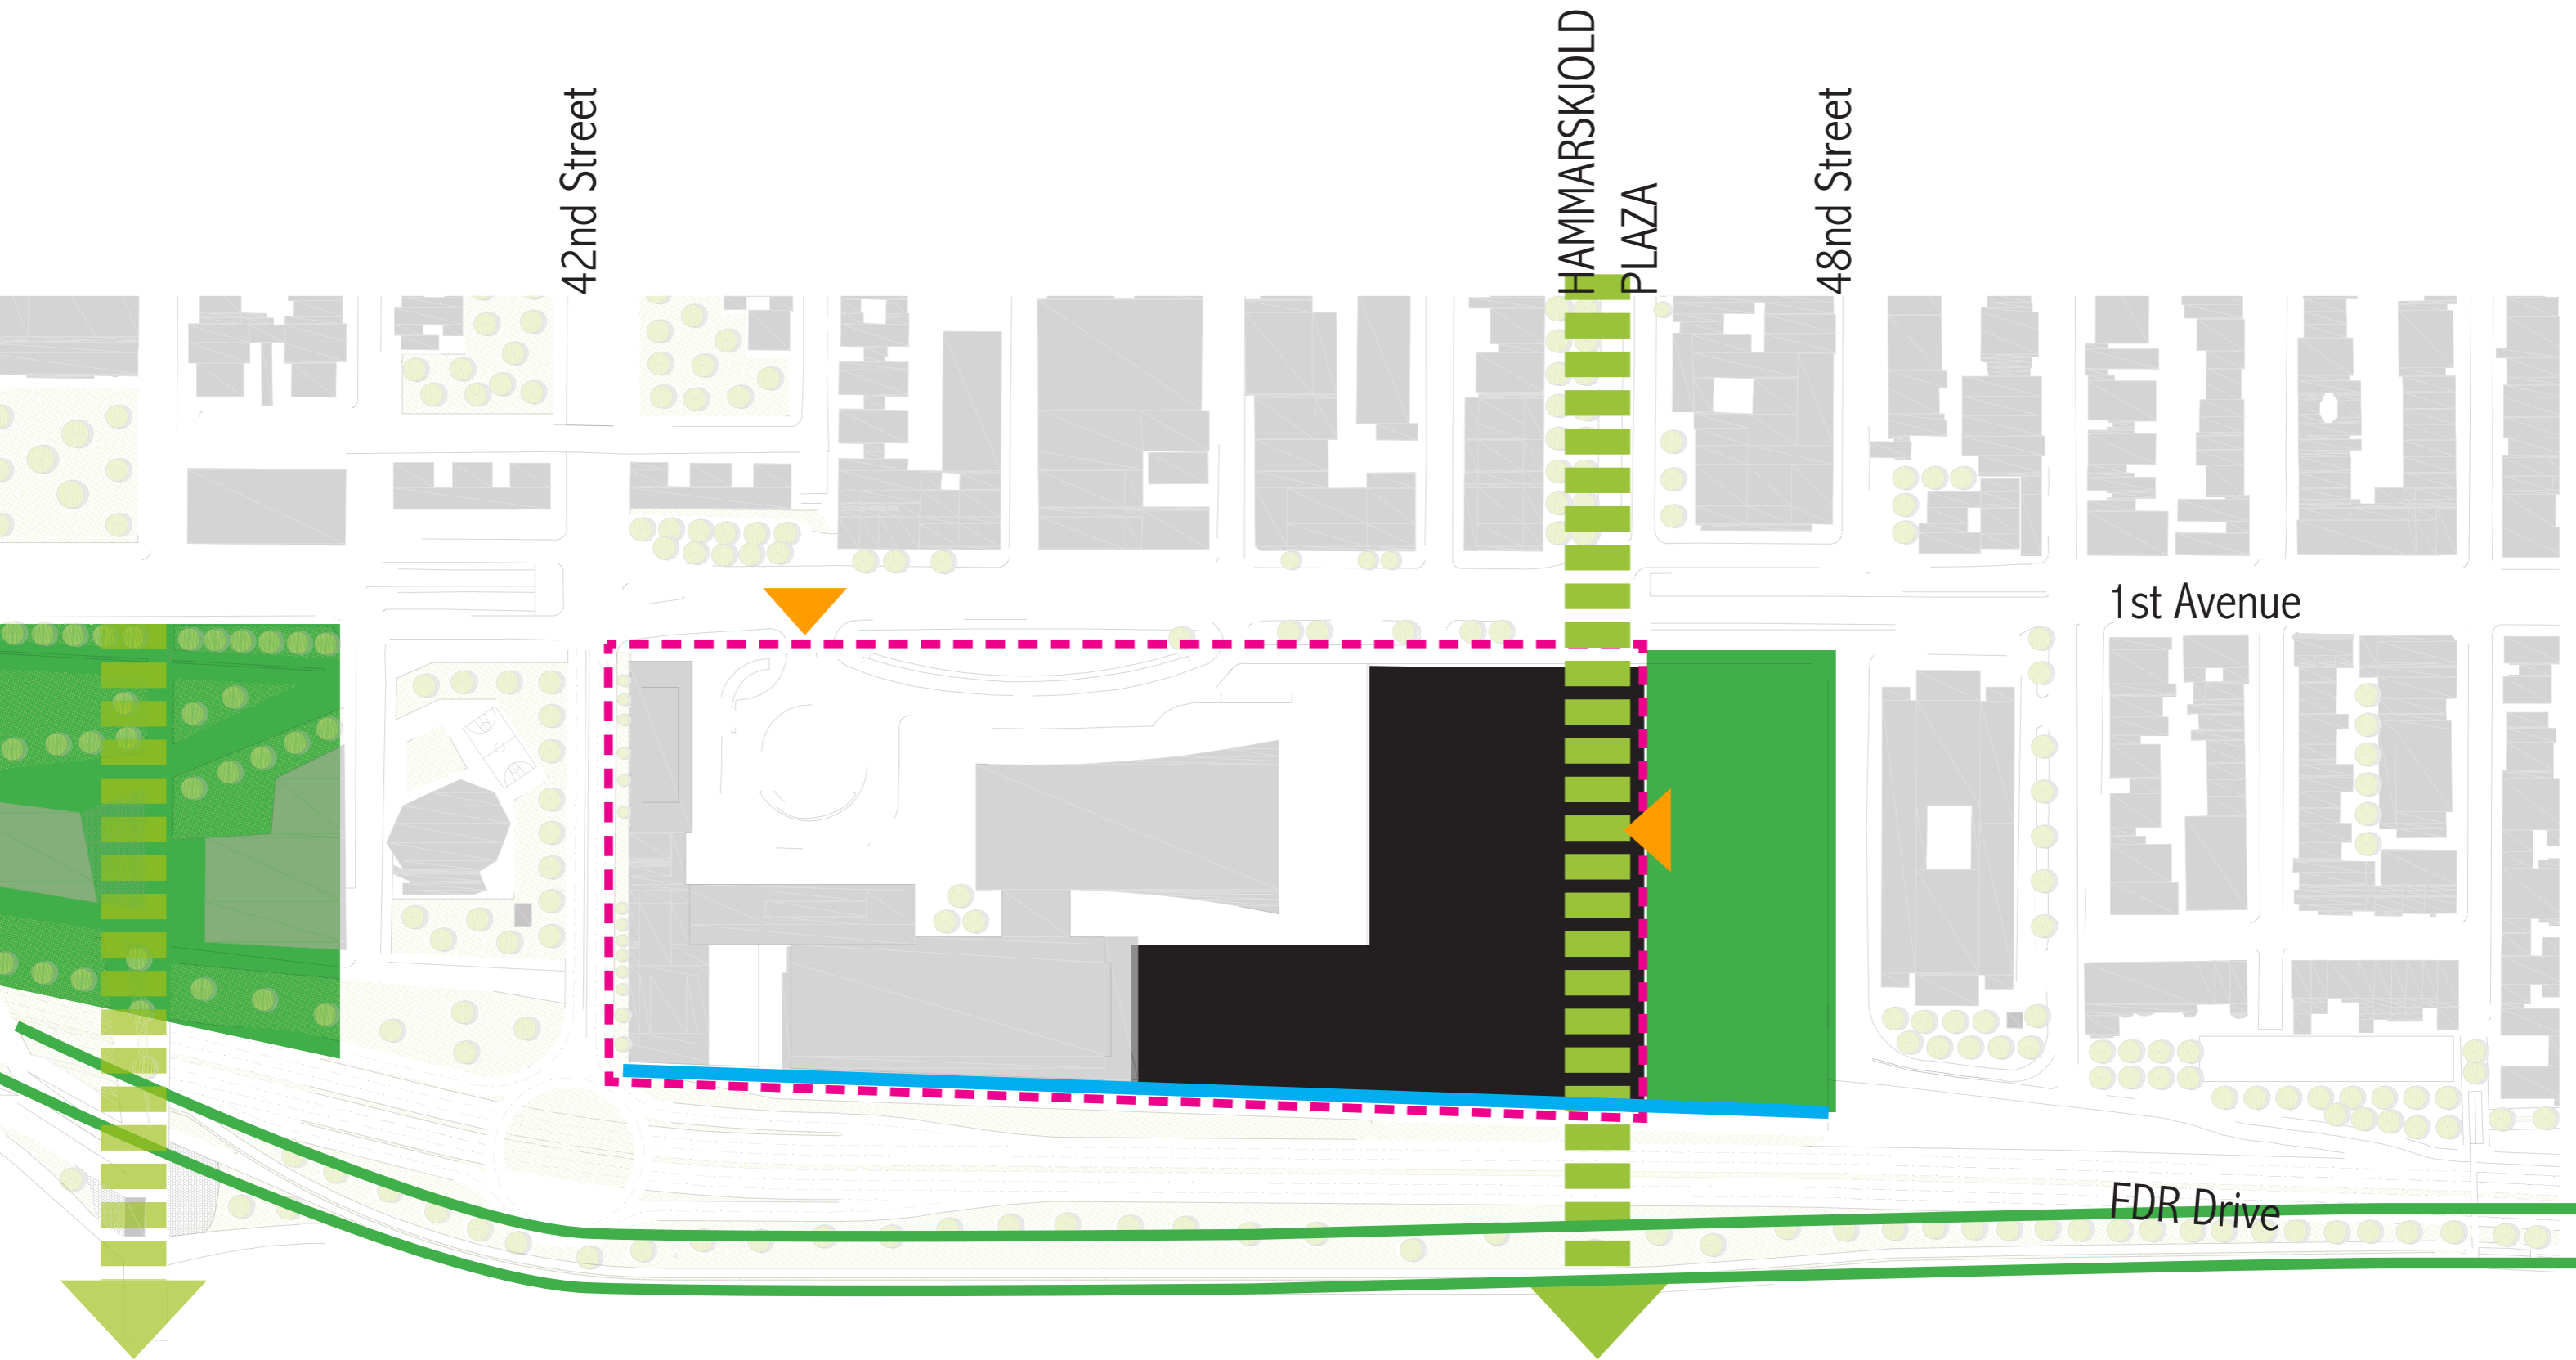 42nd Street
HAMMARSKJOLD
PLAZA
48nd Street
1st Avenue
FDR Drive